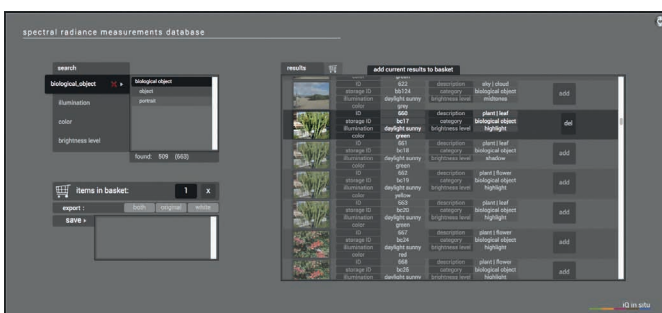 spectral radiance measurements database
search
biological_object x
illumination
color
brightness level
biological object
object
portrait
found: 509 (563)
items in basket: 1 x
export : both original white
save
results
add current results to basket
color green
ID 622 description sky | cloud
storage ID bb124 category biological object
illumination daylight sunny brightness level midtones
color grey
add
ID 660 description plant | leaf
storage ID bc17 category biological object
illumination daylight sunny brightness level highlight
color green
del
ID 661 description plant | leaf
storage ID bc18 category biological object
illumination daylight sunny brightness level shadow
color green
add
ID 662 description plant | flower
storage ID bc19 category biological object
illumination daylight sunny brightness level highlight
color yellow
add
ID 663 description plant | leaf
storage ID bc20 category biological object
illumination daylight sunny brightness level highlight
color green
add
ID 667 description plant | flower
storage ID bc24 category biological object
illumination daylight sunny brightness level highlight
color red
add
ID 668 description plant | flower
storage ID bc25 category biological object
illumination daylight sunny brightness level highlight
add
iQ in situ